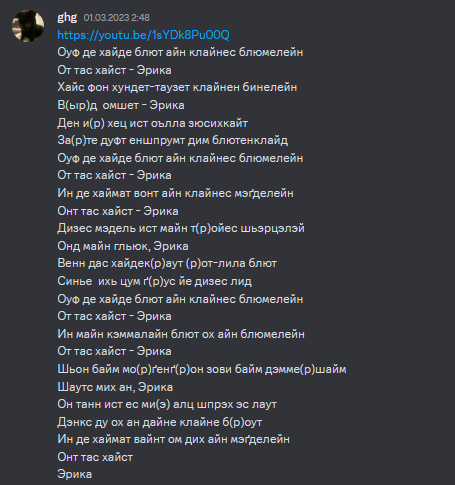 ghg 01.03.2023 2:48
https://youtu.be/1sYDk8Pu00Q
Оуф де хайде блют айн клайнес блюмелейн
От тас хайст - Эрика
Хайс фон хундет-таузет клайнен бинелейн
В(ыр)д омшет - Эрика
Ден и(р) хец ист оълла зюсихкайт
За(р)те дуфт еншпрумт дим блютенклайд
Оуф де хайде блют айн клайнес блюмелейн
От тас хайст - Эрика
Ин де хаймат вонт айн клайнес мэґделейн
Онт тас хайст - Эрика
Дизес мэдель ист майн т(р)ойес шьэрцэлэй
Онд майн гльюк, Эрика
Венн дас хайдек(р)аут (р)от-лила блют
Синье ихь цум ґ(р)ус йе дизес лид
Оуф де хайде блют айн клайнес блюмелейн
От тас хайст - Эрика
Ин майн кэммалайн блют ох айн блюмелейн
От тас хайст - Эрика
Шьон байм мо(р)ґенґ(р)он зови байм дэмме(р)шайм
Шаутс мих ан, Эрика
Он танн ист ес ми(э) алц шпрэх эс лаут
Дэнкс ду ох ан дайне клайне б(р)оут
Ин де хаймат вайнт ом дих айн мэґделейн
Онт тас хайст
Эрика